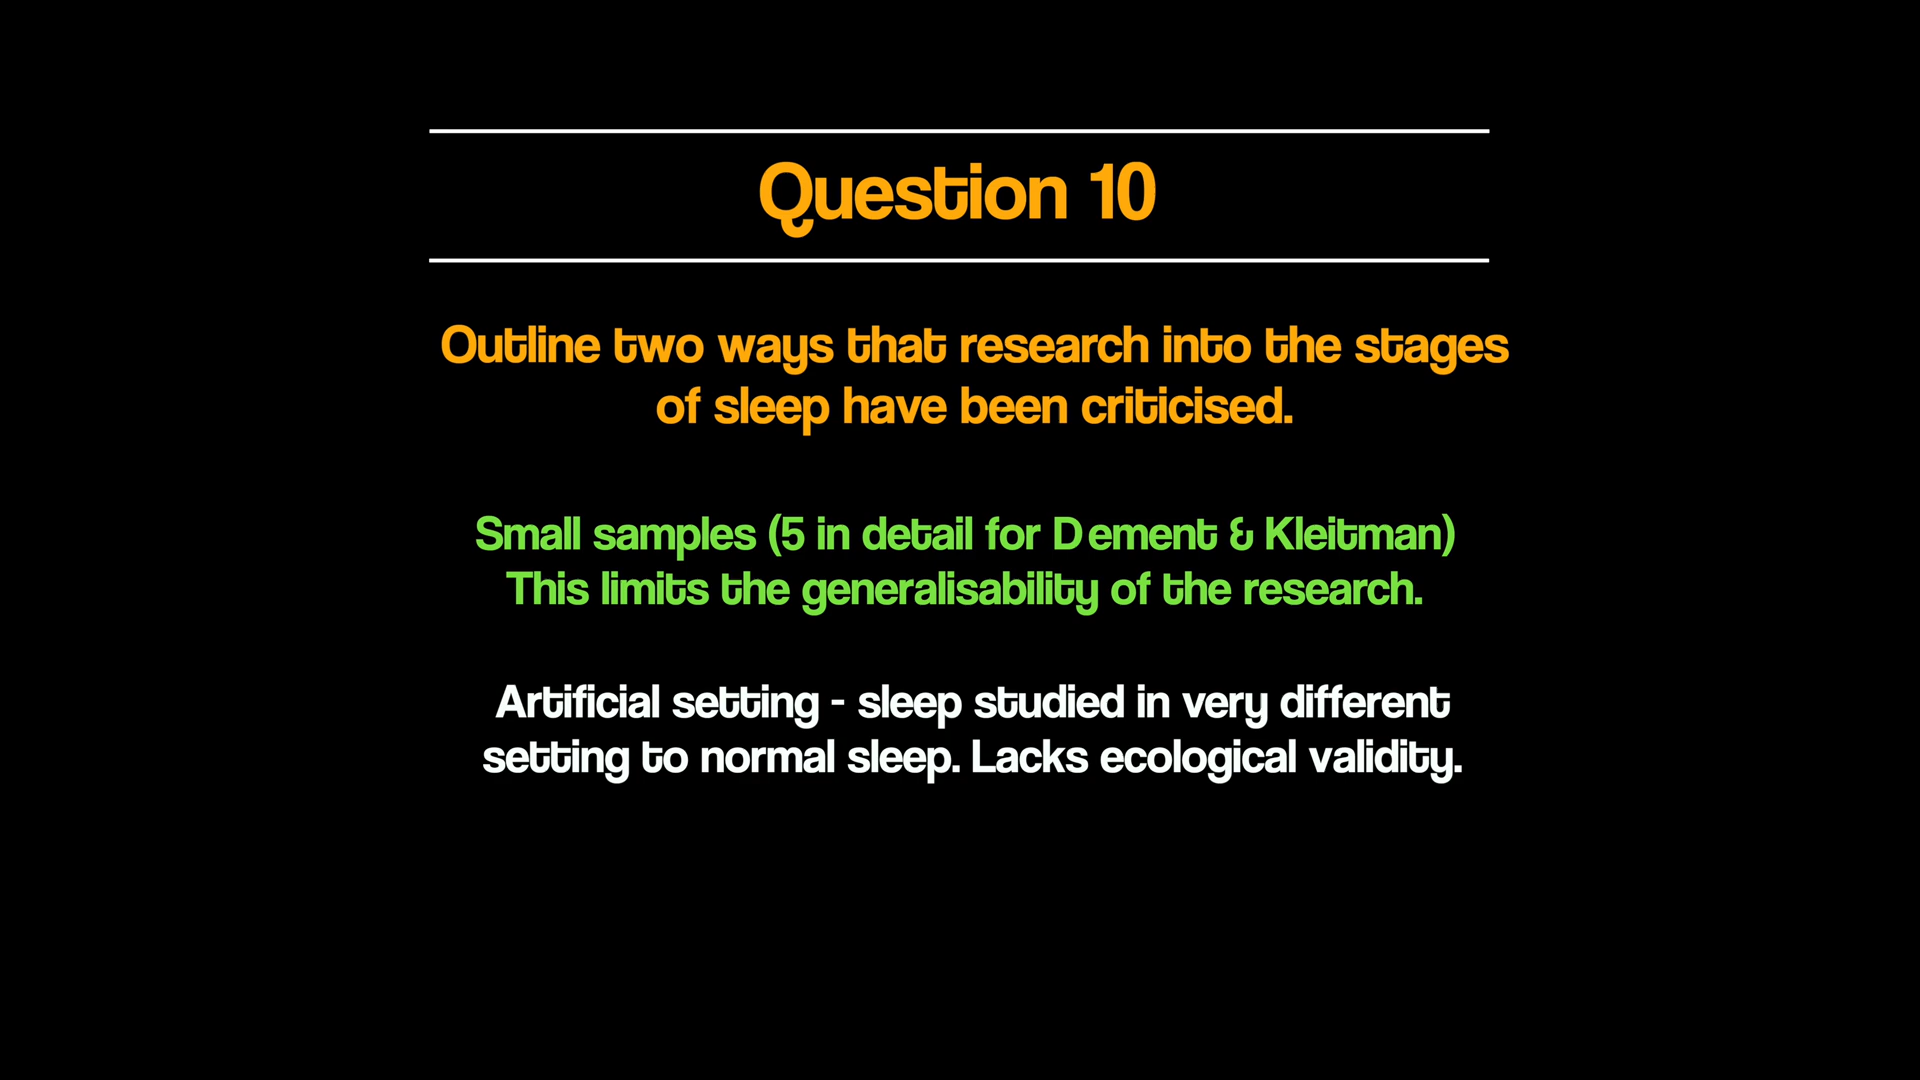 Question 10
Outline two ways that research into the stages
of sleep have been criticised.
Small samples (5 in detail for Dement & Kleitman)
This limits the generalisability of the research.
Artificial setting - sleep studied in very different
setting to normal sleep. Lacks ecological validity.